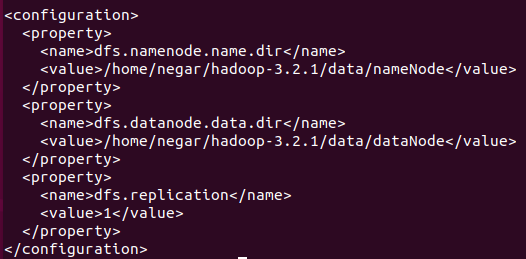 <configuration>
  <property>
    <name>dfs.namenode.name.dir</name>
    <value>/home/negar/hadoop-3.2.1/data/nameNode</value>
  </property>
  <property>
    <name>dfs.datanode.data.dir</name>
    <value>/home/negar/hadoop-3.2.1/data/dataNode</value>
  </property>
  <property>
    <name>dfs.replication</name>
    <value>1</value>
  </property>
</configuration>